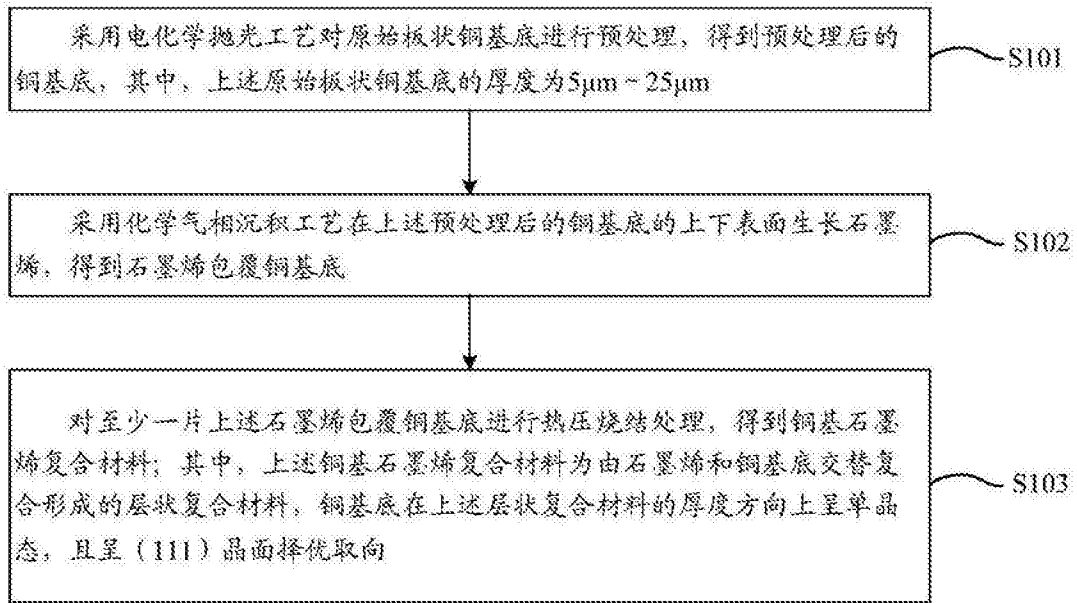 采用电化学抛光工艺对原始板状铜基底进行预处理,得到预处理后的
铜基底,其中,上述原始板状铜基底的厚度为5μm~25μm
S101
采用化学气相沉积工艺在上述预处理后的铜基底的上下表面生长石墨
烯,得到石墨烯包覆铜基底
S102
对至少一片上述石墨烯包覆铜基底进行热压烧结处理,得到铜基石墨
烯复合材料;其中,上述铜基石墨烯复合材料为由石墨烯和铜基底交替复
合形成的层状复合材料,铜基底在上述层状复合材料的厚度方向上呈单晶
态,且呈(111)晶面择优取向
S103